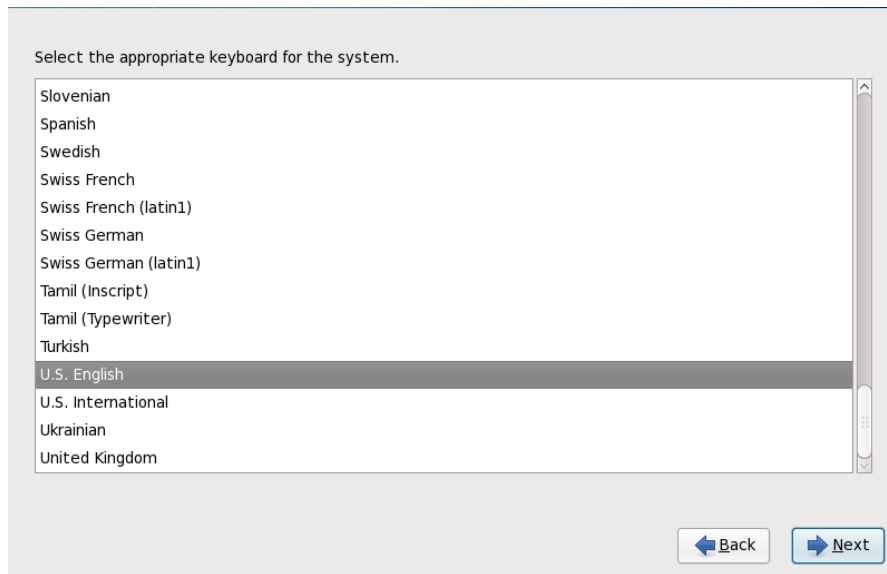 Select the appropriate keyboard for the system.
Slovenian
Spanish
Swedish
Swiss French
Swiss French (latin1)
Swiss German
Swiss German (latin1)
Tamil (Inscript)
Tamil (Typewriter)
Turkish
U.S. English
U.S. International
Ukrainian
United Kingdom
Back Next